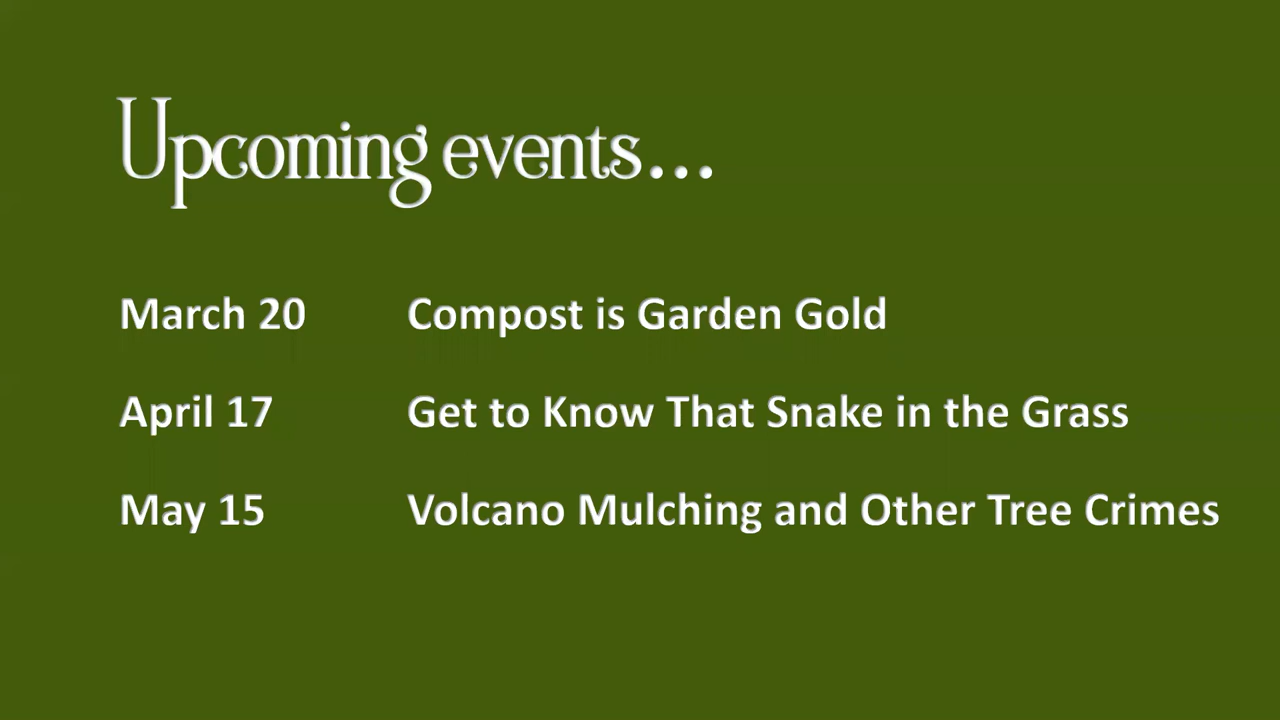 Upcoming events...
March 20 Compost is Garden Gold
April 17 Get to Know That Snake in the Grass
May 15 Volcano Mulching and Other Tree Crimes